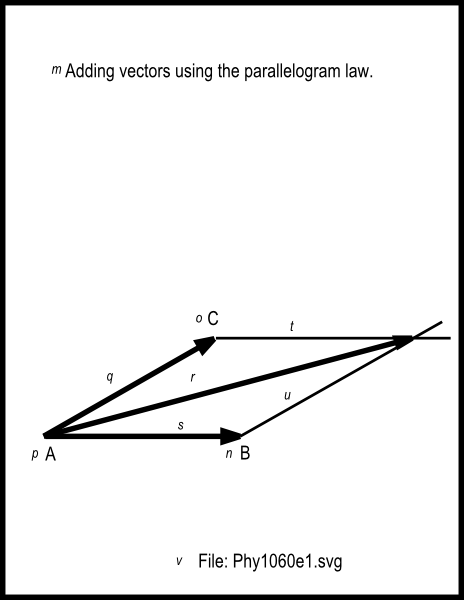 m Adding vectors using the parallelogram law.
o C
t
q
r
u
s
p A
n B
v File: Phy1060e1.svg